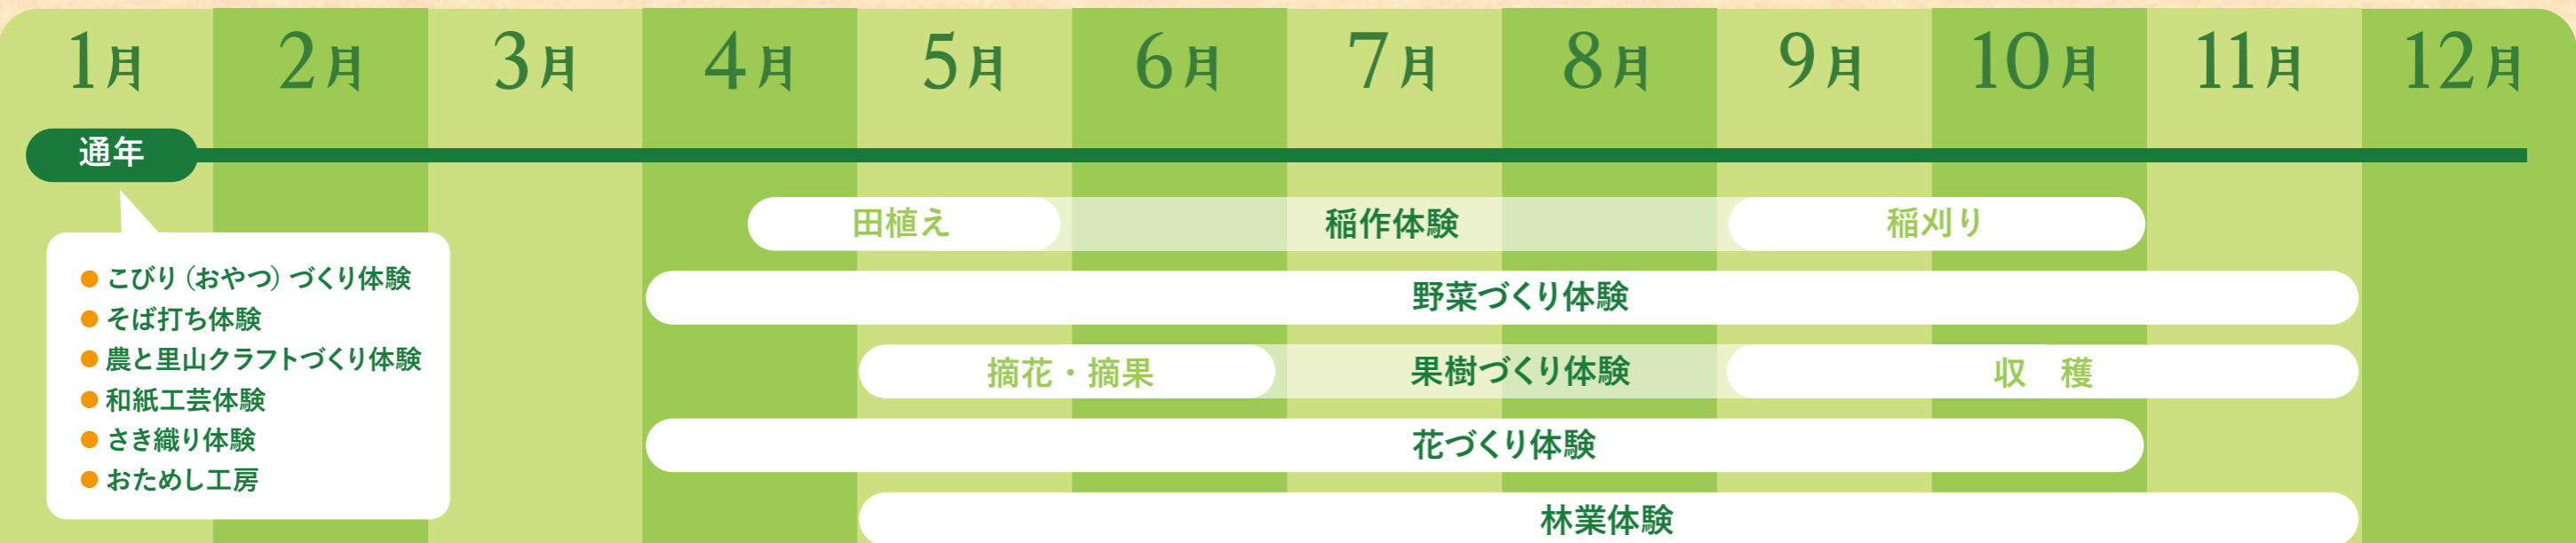 1月 2月 3月 4月 5月 6月 7月 8月 9月 10月 11月 12月
通年
田植え 稲作体験 稲刈り
野菜づくり体験
摘花・摘果 果樹づくり体験 収　穫
花づくり体験
林業体験
●こびり（おやつ）づくり体験
●そば打ち体験
●農と里山クラフトづくり体験
●和紙工芸体験
●さき織り体験
●おためし工房